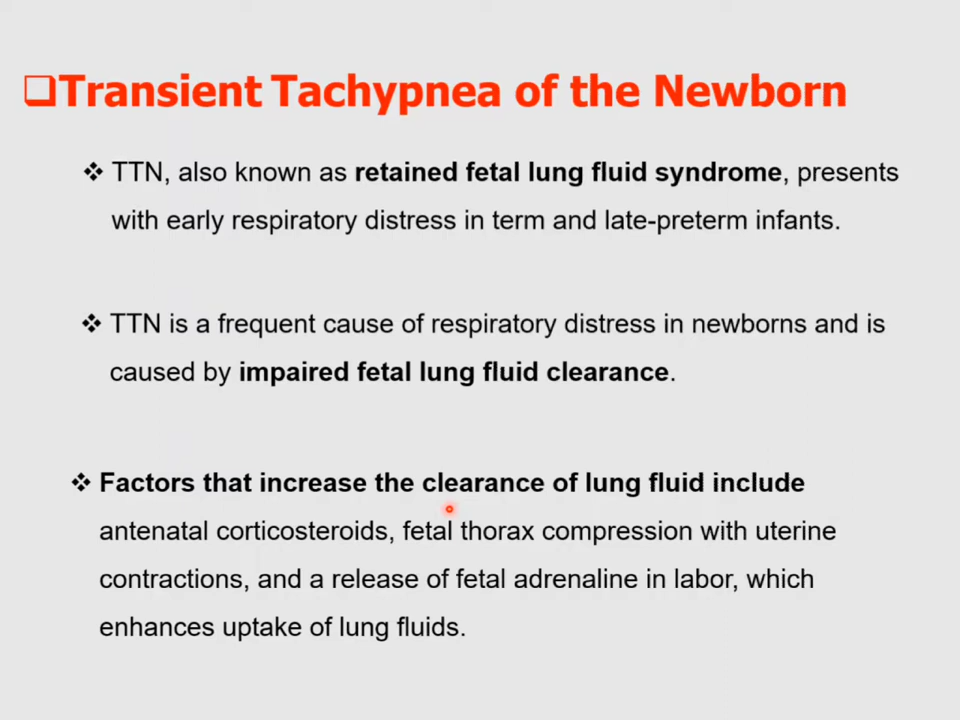 Transient Tachypnea of the Newborn
TTN, also known as retained fetal lung fluid syndrome, presents
with early respiratory distress in term and late-preterm infants.
TTN is a frequent cause of respiratory distress in newborns and is
caused by impaired fetal lung fluid clearance.
Factors that increase the clearance of lung fluid include
antenatal corticosteroids, fetal thorax compression with uterine
contractions, and a release of fetal adrenaline in labor, which
enhances uptake of lung fluids.